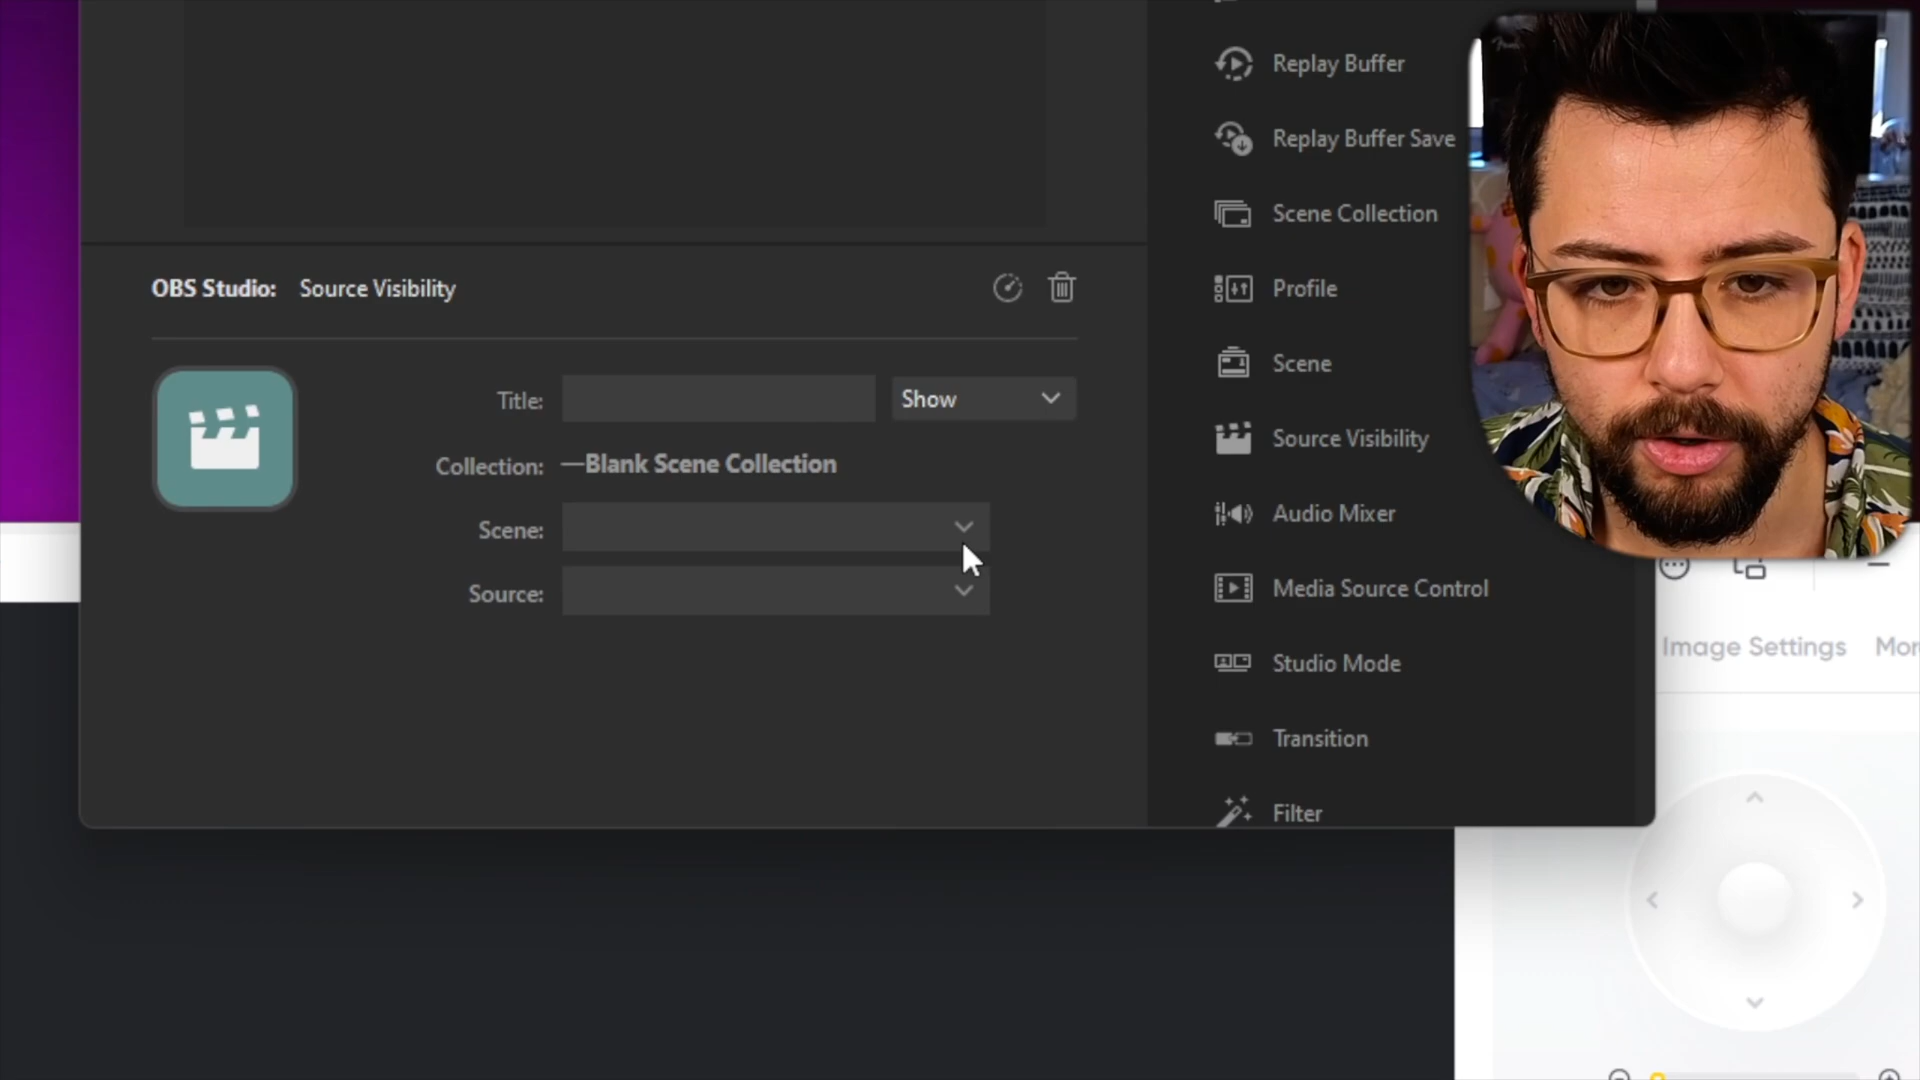 Replay Buffer
Replay Buffer Save
Scene Collection
OBS Studio: Source Visibility
Profile
Title:
Show
Scene
Collection: —Blank Scene Collection
Source Visibility
Scene:
Audio Mixer
Source:
Media Source Control
Image Settings
Studio Mode
Transition
Filter